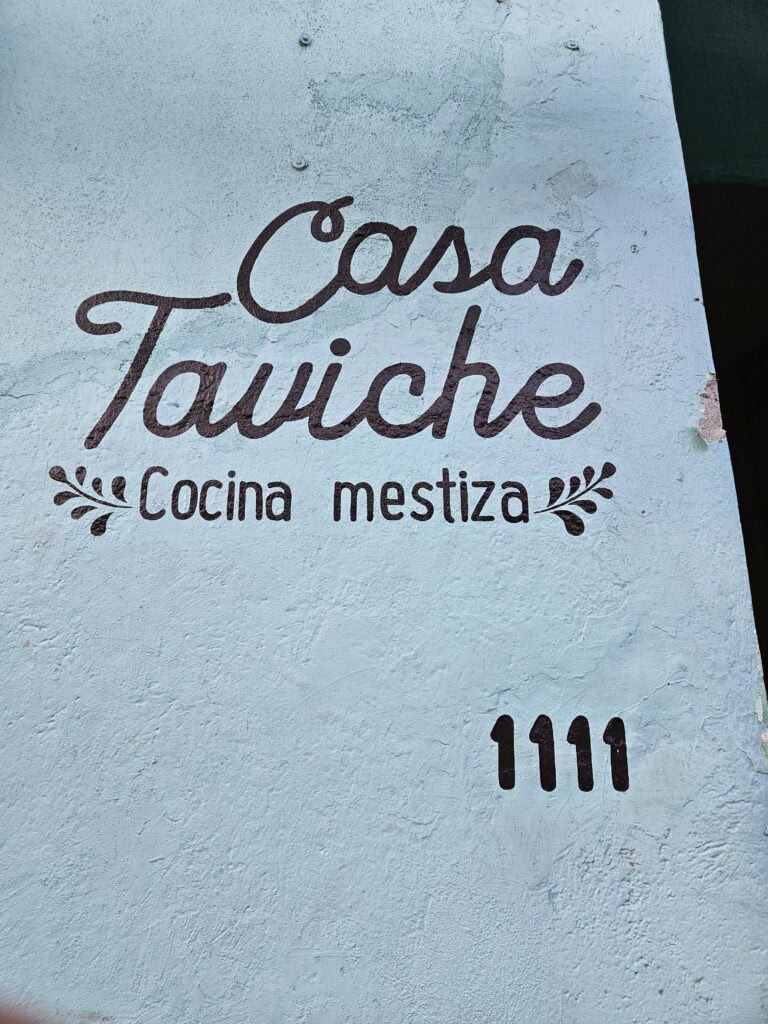 Casa
Taviche
Cocina mestiza
1111